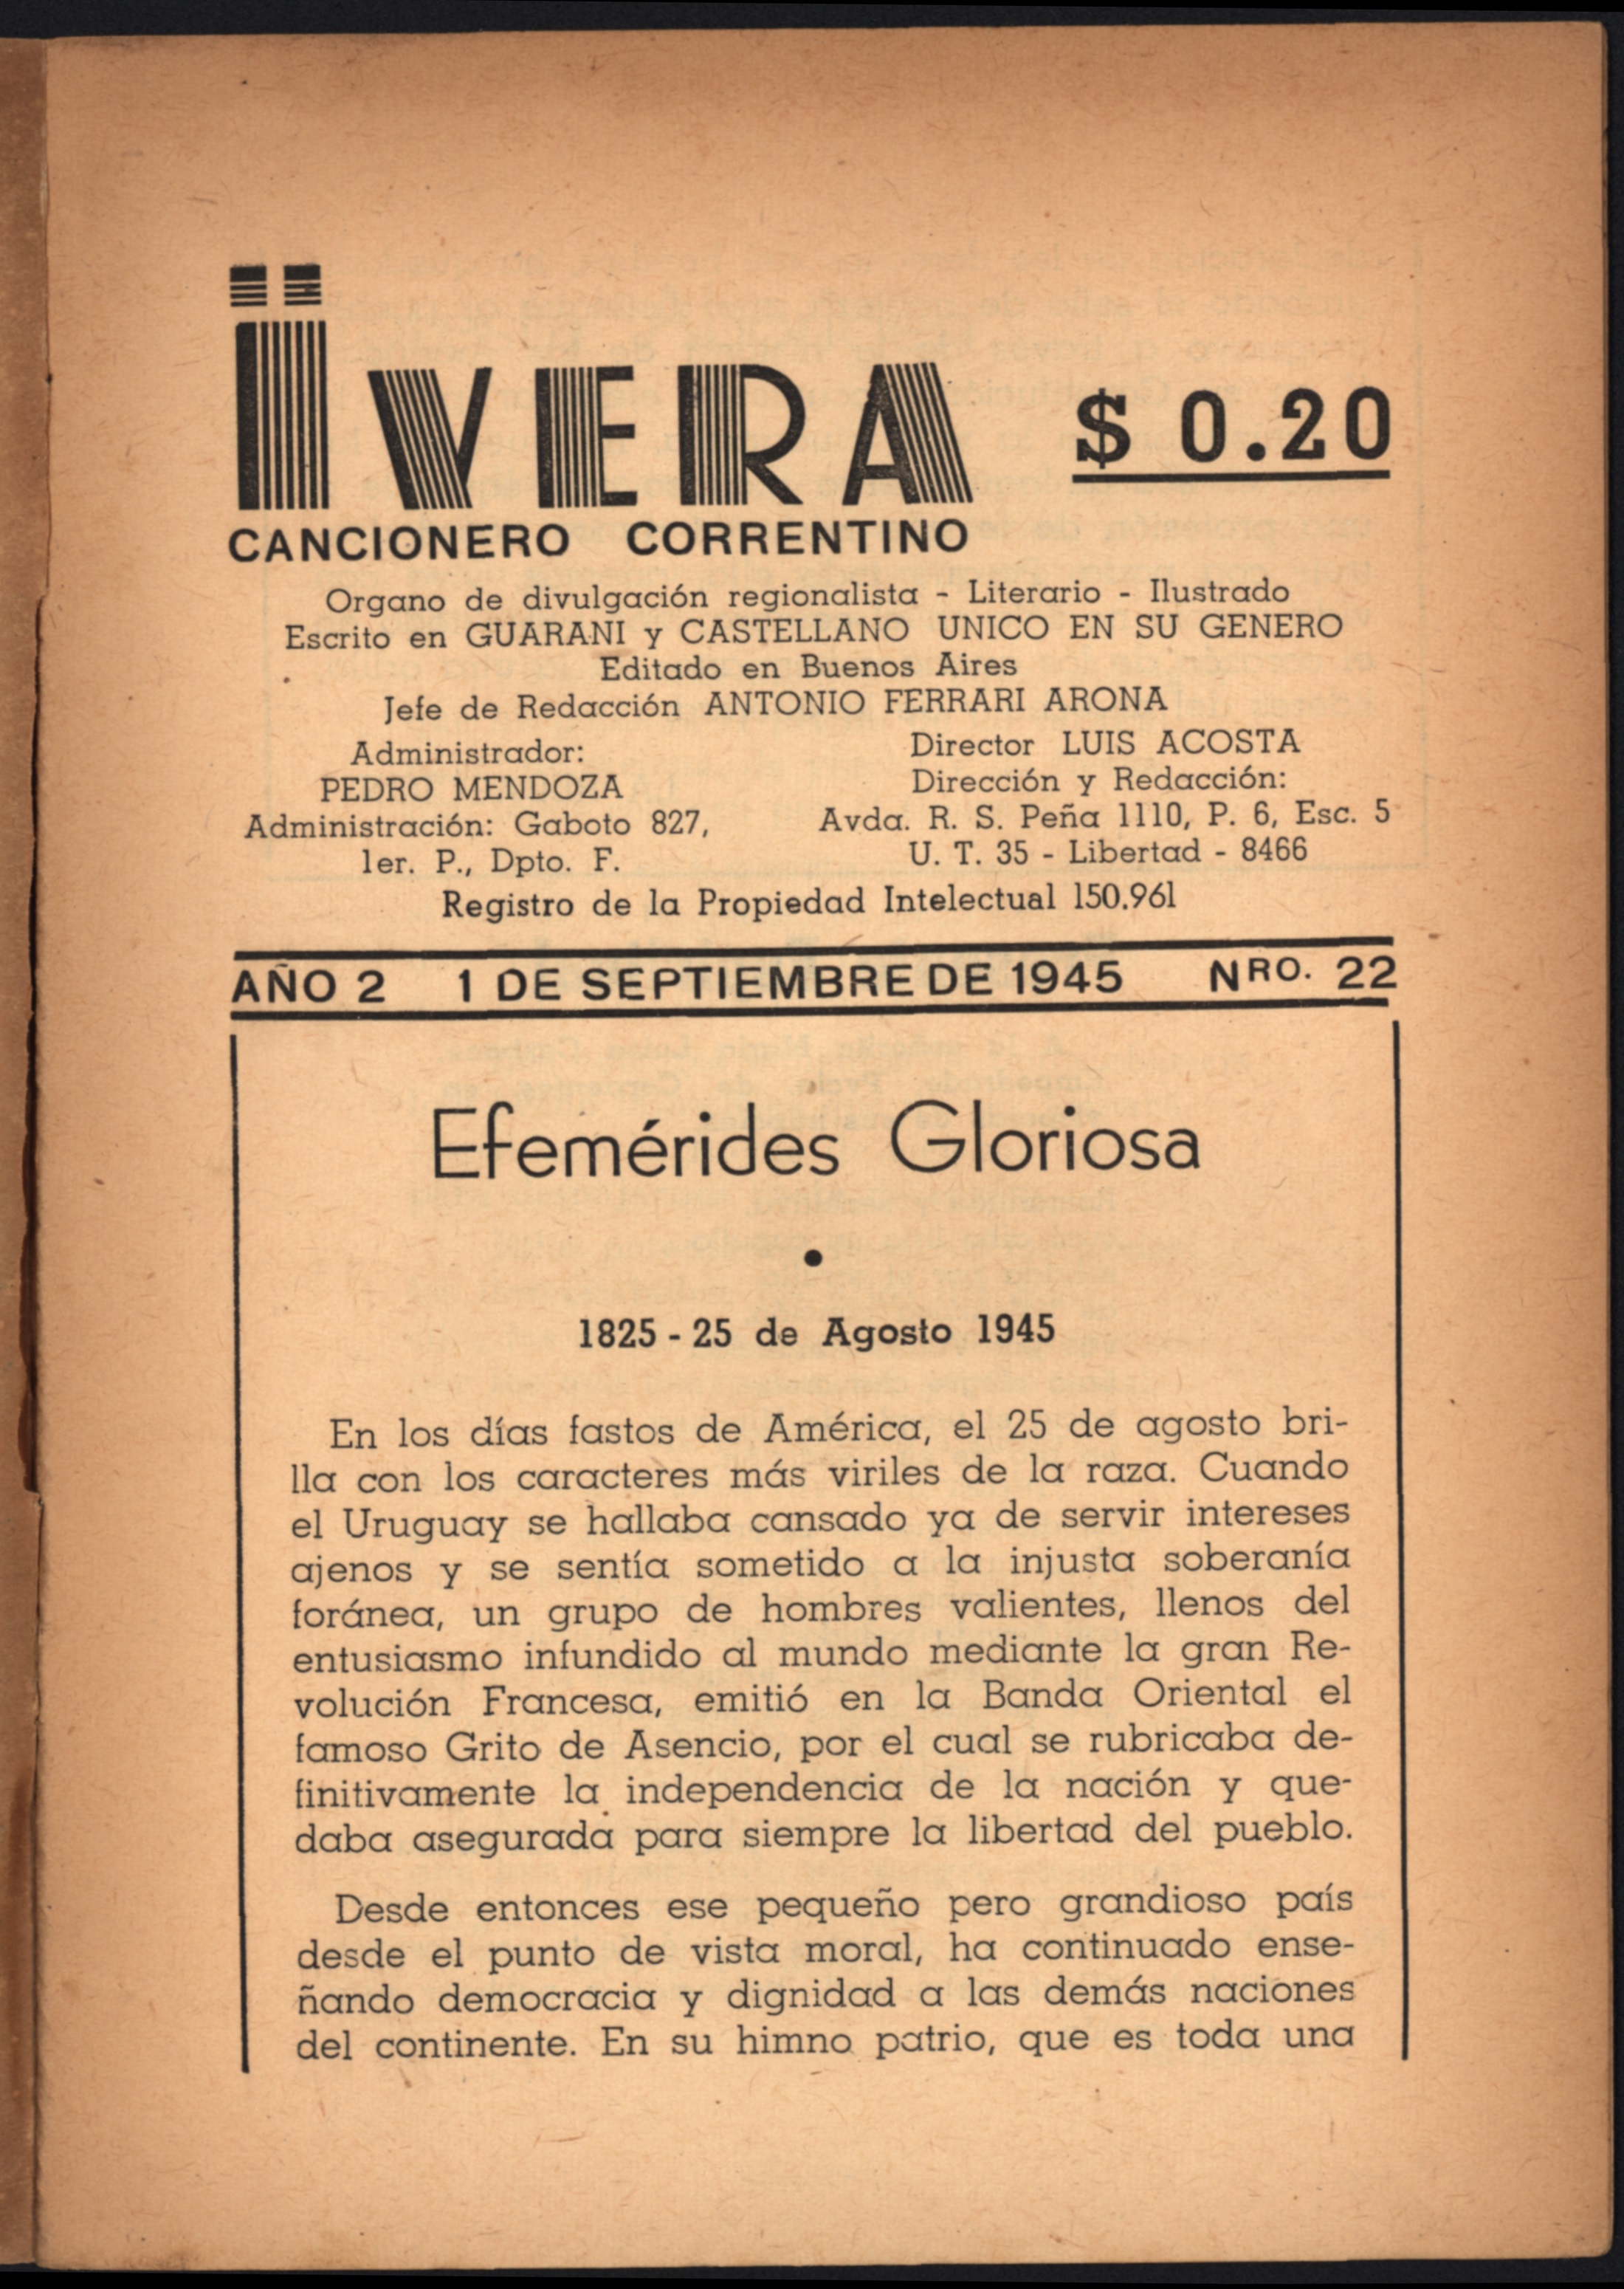 ÏVERA
$ 0.20
CANCIONERO CORRENTINO
Organo de divulgación regionalista - Literario - Ilustrado
Escrito en GUARANI y CASTELLANO UNICO EN SU GENERO
Editado en Buenos Aires
Jefe de Redacción ANTONIO FERRARI ARONA
Administrador:
PEDRO MENDOZA
Administración: Gaboto 827,
1er. P., Dpto. F.
Director LUIS ACOSTA
Dirección y Redacción:
Avda. R. S. Peña 1110, P. 6, Esc. 5
U. T. 35 - Libertad - 8466
Registro de la Propiedad Intelectual 150.961
AÑO 2 1 DE SEPTIEMBRE DE 1945 NRO. 22
Efemérides Gloriosa
1825 - 25 de Agosto 1945
En los días fastos de América, el 25 de agosto bri-
lla con los caracteres más viriles de la raza. Cuando
el Uruguay se hallaba cansado ya de servir intereses
ajenos y se sentía sometido a la injusta soberanía
foránea, un grupo de hombres valientes, llenos del
entusiasmo infundido al mundo mediante la gran Re-
volución Francesa, emitió en la Banda Oriental el
famoso Grito de Asencio, por el cual se rubricaba de-
finitivamente la independencia de la nación y que-
daba asegurada para siempre la libertad del pueblo.
Desde entonces ese pequeño pero grandioso país
desde el punto de vista moral, ha continuado ense-
ñando democracia y dignidad a las demás naciones
del continente. En su himno patrio, que es toda una